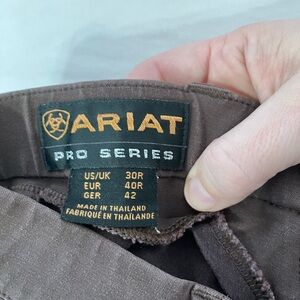 ARIAT
PRO SERIES
US/UK 30R
EUR 40R
GER 42
MADE IN THAILAND
FABRIQUÉ EN THAÏLANDE